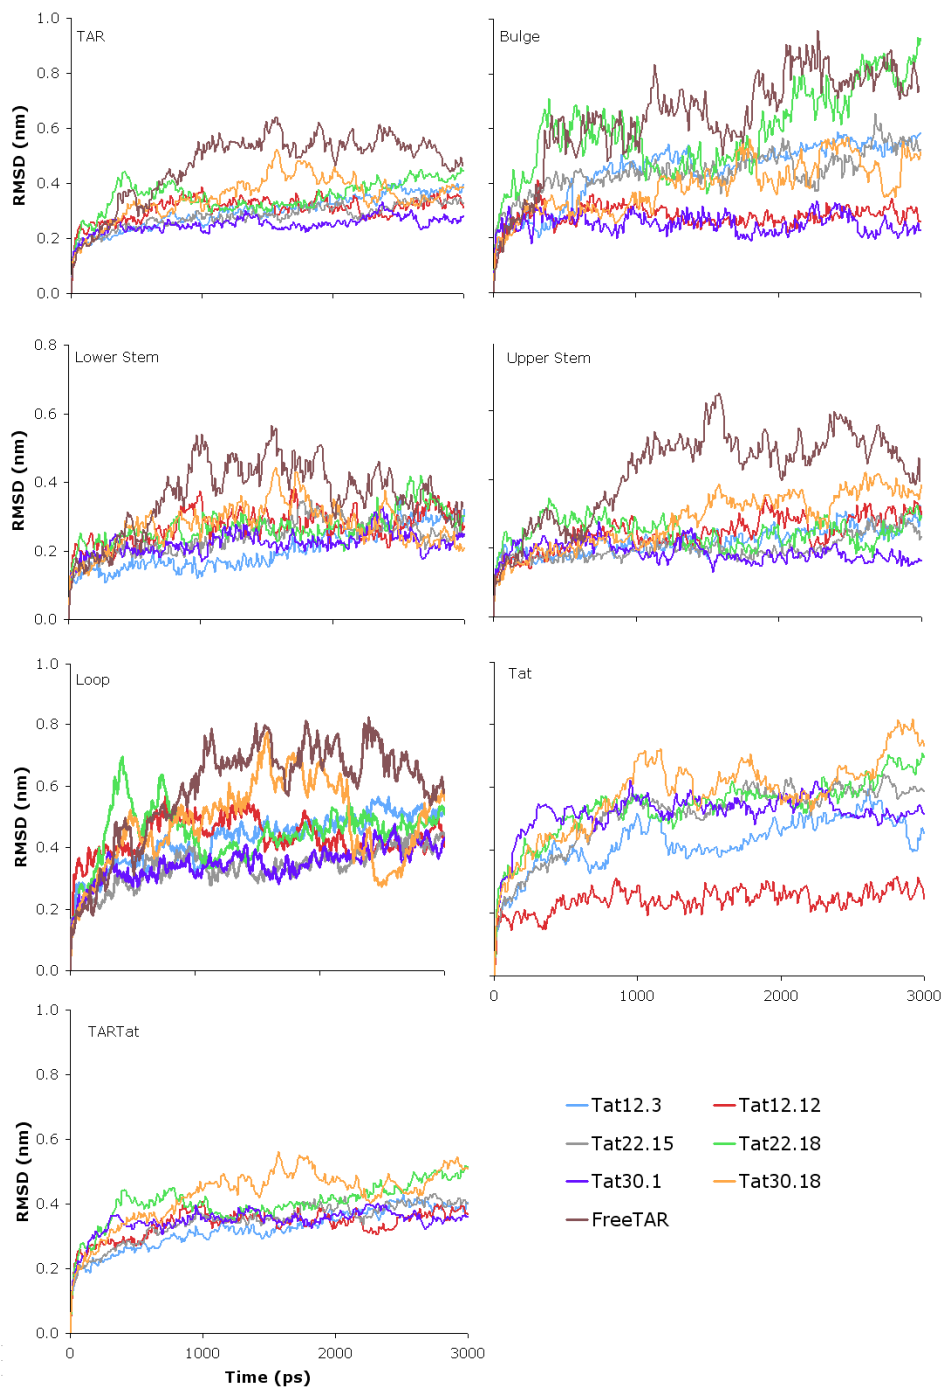 TAR
RMSD (nm)
1.0
0.8
0.6
0.4
0.2
0.0
Bulge
Lower Stem
RMSD (nm)
0.8
0.6
0.4
0.2
0.0
Upper Stem
Loop
RMSD (nm)
1.0
0.8
0.6
0.4
0.2
0.0
Tat
0 1000 2000 3000
TARTat
RMSD (nm)
1.0
0.8
0.6
0.4
0.2
0.0
0 1000 2000 3000
Time (ps)
Tat12.3 Tat12.12
Tat22.15 Tat22.18
Tat30.1 Tat30.18
FreeTAR